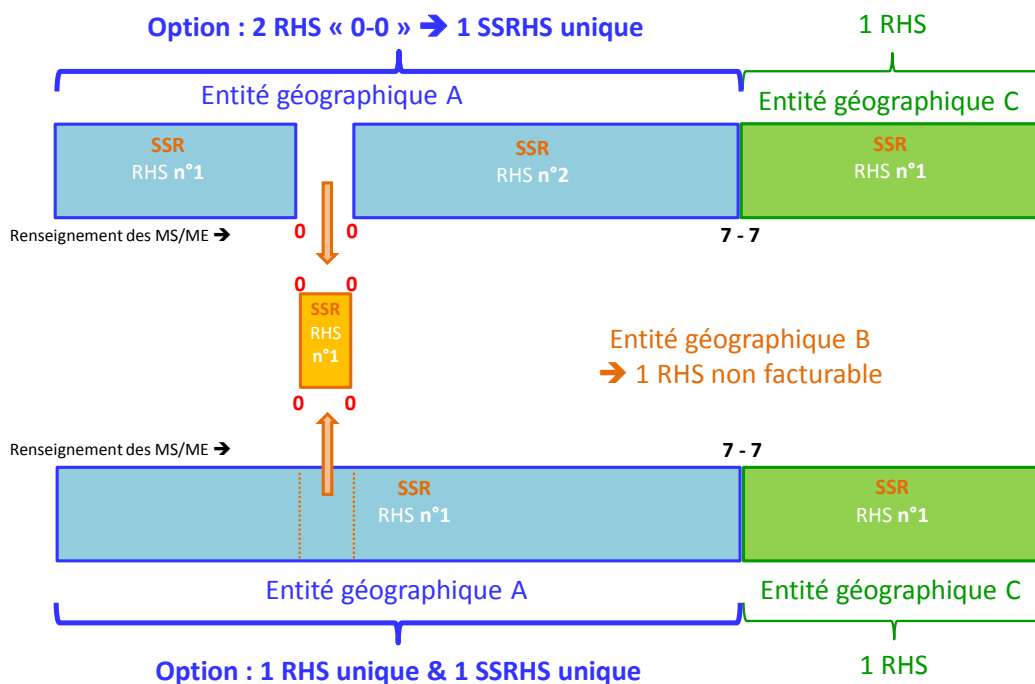 Option : 2 RHS « 0-0 » ➔ 1 SSRHS unique
1 RHS
Entité géographique A
Entité géographique C
SSR
RHS n°1
SSR
RHS n°2
SSR
RHS n°1
Renseignement des MS/ME ➔
0 0
7 - 7
0 0
SSR
RHS
n°1
Entité géographique B
➔ 1 RHS non facturable
0 0
Renseignement des MS/ME ➔
7 - 7
SSR
RHS n°1
SSR
RHS n°1
Entité géographique A
Entité géographique C
Option : 1 RHS unique & 1 SSRHS unique
1 RHS